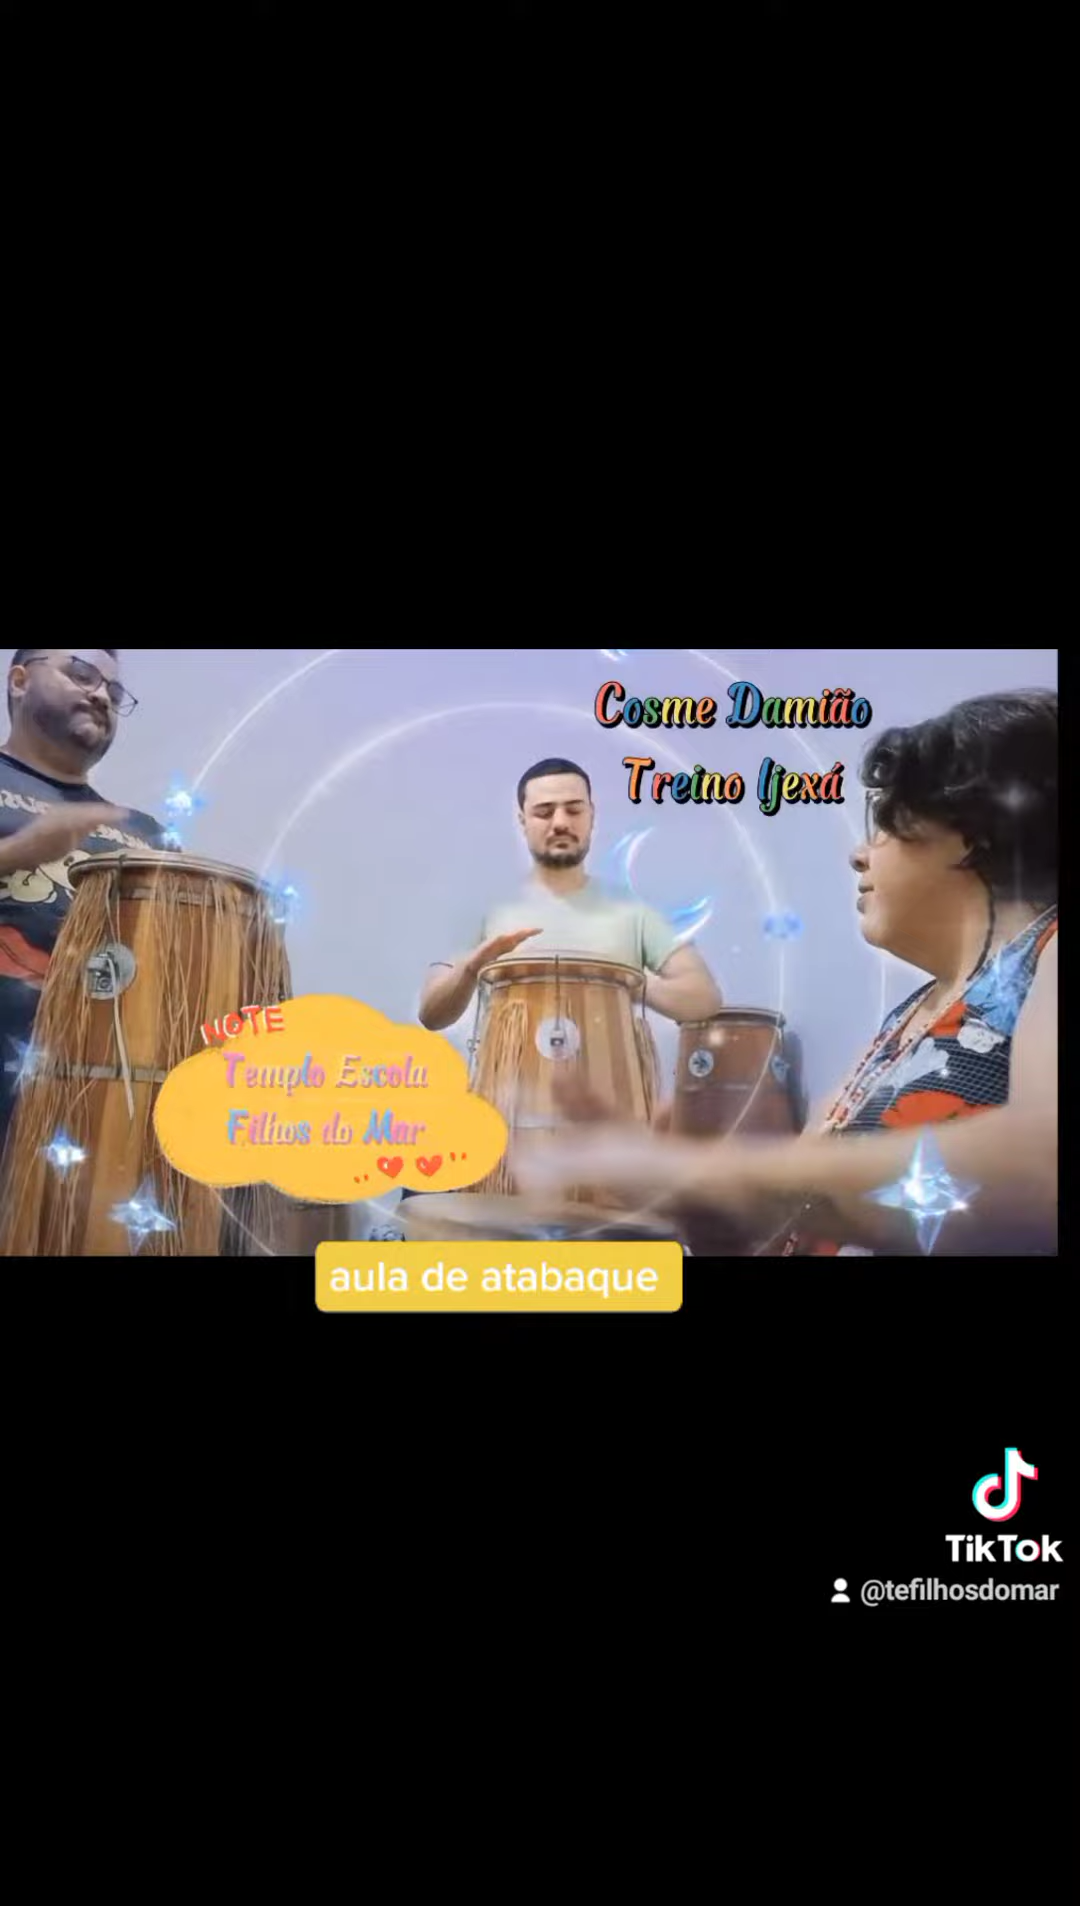 Cosme Damião
Treino Ijexá
NOTE
Templo Escola
Filhos do Mar
aula de atabaque
TikTok
@tefilhosdomar